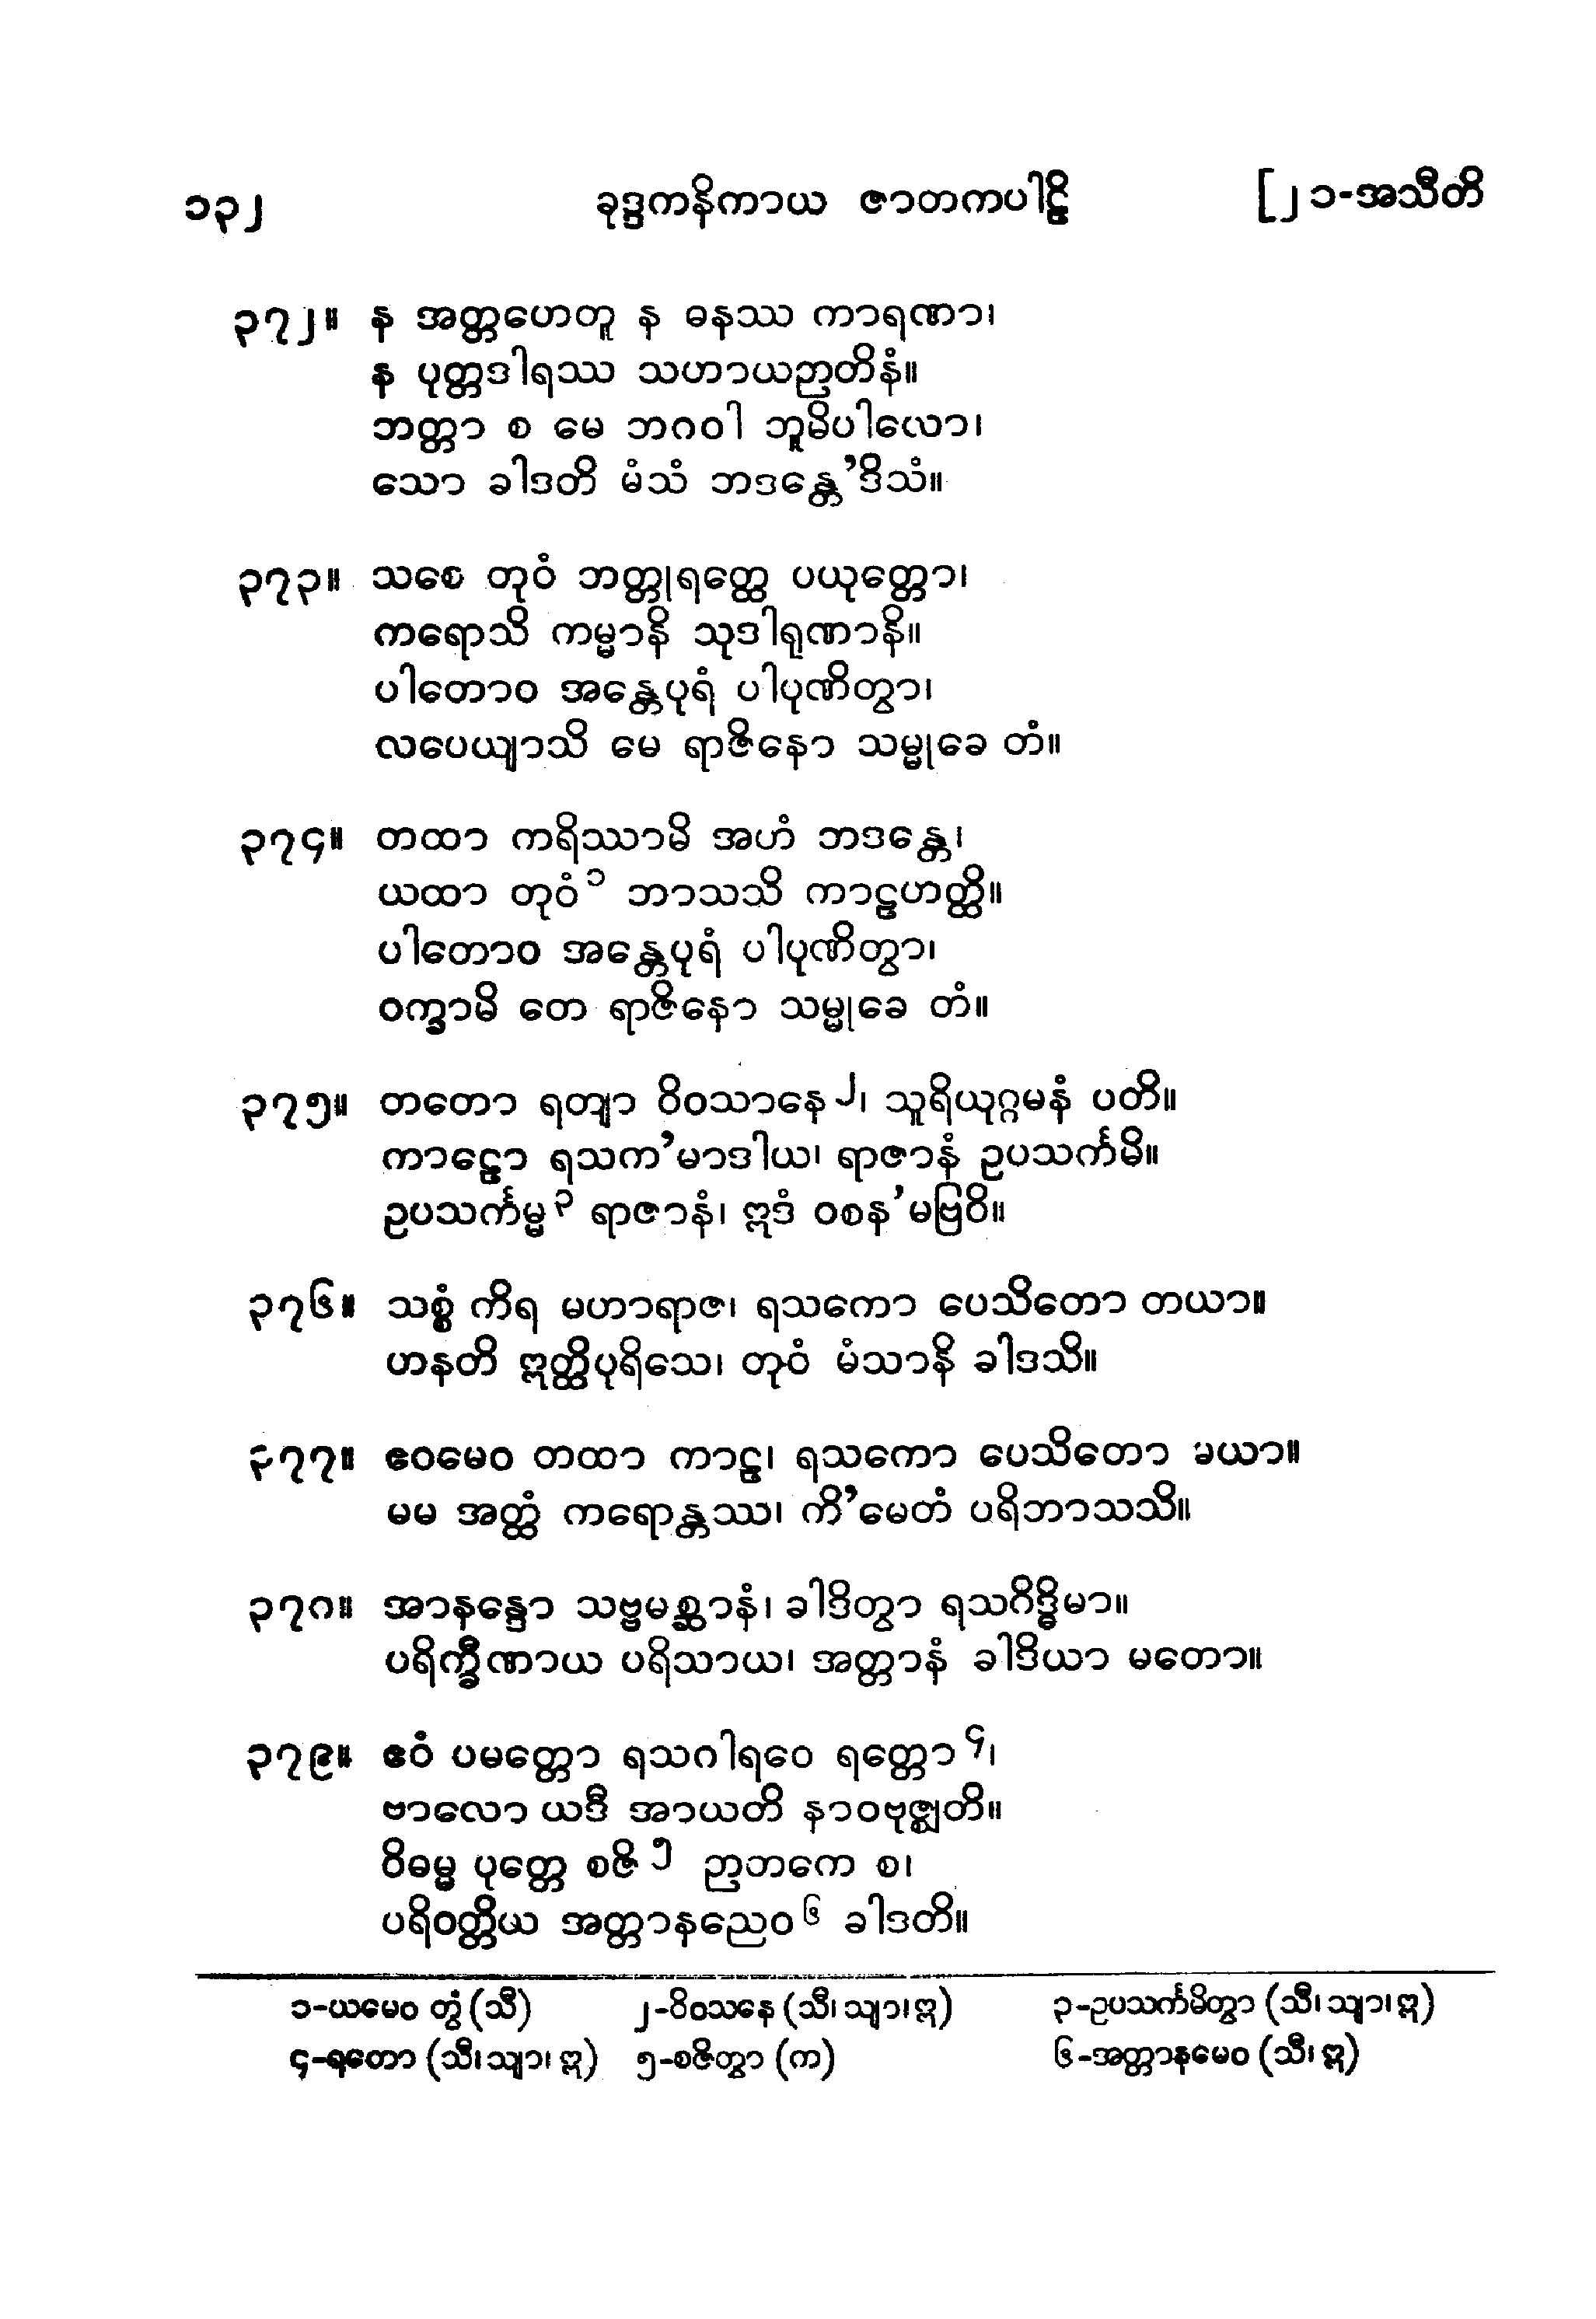 ၁၃၂ ခုဒ္ဒကနိကာယ ဇာတကပါဠိ [၂၁-အသီတိ
၃၇၂။ န အတ္တဟေတူ န ဓနဿ ကာရဏာ၊
န ပုတ္တဒါရဿ သဟာယဉာတိနံ။
ဘတ္တာ စ မေ ဘဂဝါ ဘူမိပါလော၊
သော ခါဒတိ မံသံ ဘဒန္တေ’ဒိသံ။
၃၇၃။ သစေ တုဝံ ဘတ္တုရတ္ထေ ပယုတ္တော၊
ကရောသိ ကမ္မာနိ သုဒါရုဏာနိ။
ပါတောဝ အန္တေပုရံ ပါပုဏိတွာ၊
လပေယျာသိ မေ ရာဇိနော သမ္မုခေ တံ။
၃၇၄။ တထာ ကရိဿာမိ အဟံ ဘဒန္တေ၊
ယထာ တုဝံ ၁ ဘာသသိ ကာဠဟတ္ထိ။
ပါတောဝ အန္တေပုရံ ပါပုဏိတွာ၊
ဝက္ခာမိ တေ ရာဇိနော သမ္မုခေ တံ။
၃၇၅။ တတော ရတျာ ဝိဝသာနေ ၂၊ သူရိယုဂ္ဂမနံ ပတိ။
ကာဠော ရသက’မာဒါယ၊ ရာဇာနံ ဥပသင်္ကမိ။
ဥပသင်္ကမ္မ ၃ ရာဇာနံ၊ ဣဒံ ဝစန’မဗြဝိ။
၃၇၆။ သစ္စံ ကိရ မဟာရာဇ၊ ရသကော ပေသိတော တယာ။
ဟနတိ ဣတ္ထိပုရိသေ၊ တုဝံ မံသာနိ ခါဒသိ။
၃၇၇။ ဧဝမေဝ တထာ ကာဠ၊ ရသကော ပေသိတော မယာ။
မမ အတ္ထံ ကရောန္တဿ၊ ကိ’မေတံ ပရိဘာသသိ။
၃၇၈။ အာနန္ဒော သဗ္ဗမစ္ဆာနံ၊ ခါဒိတွာ ရသဂိဒ္ဓိမာ။
ပရိက္ခီဏာယ ပရိသာယ၊ အတ္တာနံ ခါဒိယာ မတော။
၃၇၉။ ဧဝံ ပမတ္တော ရသဂါရဝေ ရတ္တော ၄၊
ဗာလော ယဒီ အာယတိ နာဝဗုဇ္ဈတိ။
ဝိဓမ္မ ပုတ္တေ စဇိ ၅ ဉာတကေ စ၊
ပရိဝတ္တိယ အတ္တာနညေဝ ၆ ခါဒတိ။
၁-ယမေဝ တွံ (သီ) ၂-ဝိဝသနေ (သီ၊ သျာ၊ ဣ) ၃-ဥပသင်္ကမိတွာ (သီ၊ သျာ၊ ဣ)
၄-ရတော (သီ၊ သျာ၊ ဣ) ၅-စဇိတွာ (က) ၆-အတ္တာနမေဝ (သီ၊ ဣ)